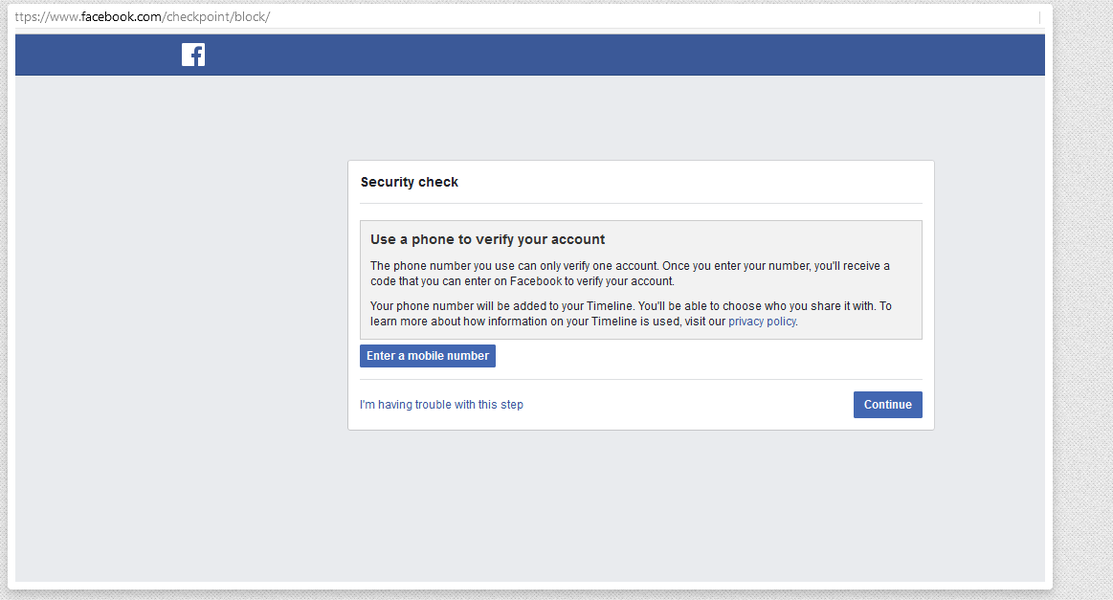 ttps://www.facebook.com/checkpoint/block/
Security check
Use a phone to verify your account
The phone number you use can only verify one account. Once you enter your number, you'll receive a
code that you can enter on Facebook to verify your account.
Your phone number will be added to your Timeline. You'll be able to choose who you share it with. To
learn more about how information on your Timeline is used, visit our privacy policy.
Enter a mobile number
I'm having trouble with this step
Continue